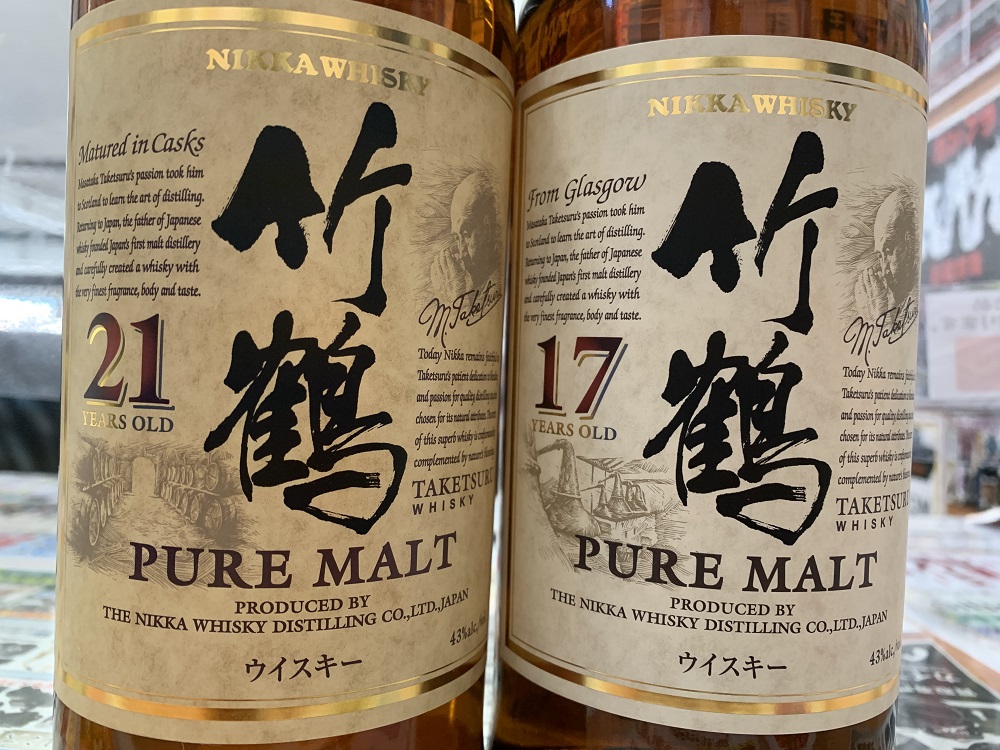 NIKKA WHISKY
竹鶴
Matured in Casks
Masataka Taketsuru's passion took him
to Scotland to learn the art of distilling.
Returning to Japan, the father of Japanese
whisky founded Japan's first malt distillery
and carefully created a whisky with
the very finest fragrance, body and taste.
21
YEARS OLD
M.Taketsuru
Today Nikka remains
Taketsuru's patient dedication
and passion for quality
chosen for its natural
of this superb whisky is
complemented by nature's
TAKETSURU
WHISKY
PURE MALT
PRODUCED BY
THE NIKKA WHISKY DISTILLING CO.,LTD.,JAPAN
43%alc.
ウイスキー
NIKKA WHISKY
竹鶴
From Glasgow
Masataka Taketsuru's passion took him
to Scotland to learn the art of distilling.
Returning to Japan, the father of Japanese
whisky founded Japan's first malt distillery
and carefully created a whisky with
the very finest fragrance, body and taste.
17
YEARS OLD
M.Taketsu
Today Nikka remains
Taketsuru's patient dedication
and passion for quality
chosen for its natural
of this superb whisky is
complemented by nature's
TAKETSUR
WHISKY
PURE MALT
PRODUCED BY
THE NIKKA WHISKY DISTILLING CO.,LTD.,JAPAN
43%alc.
ウイスキー